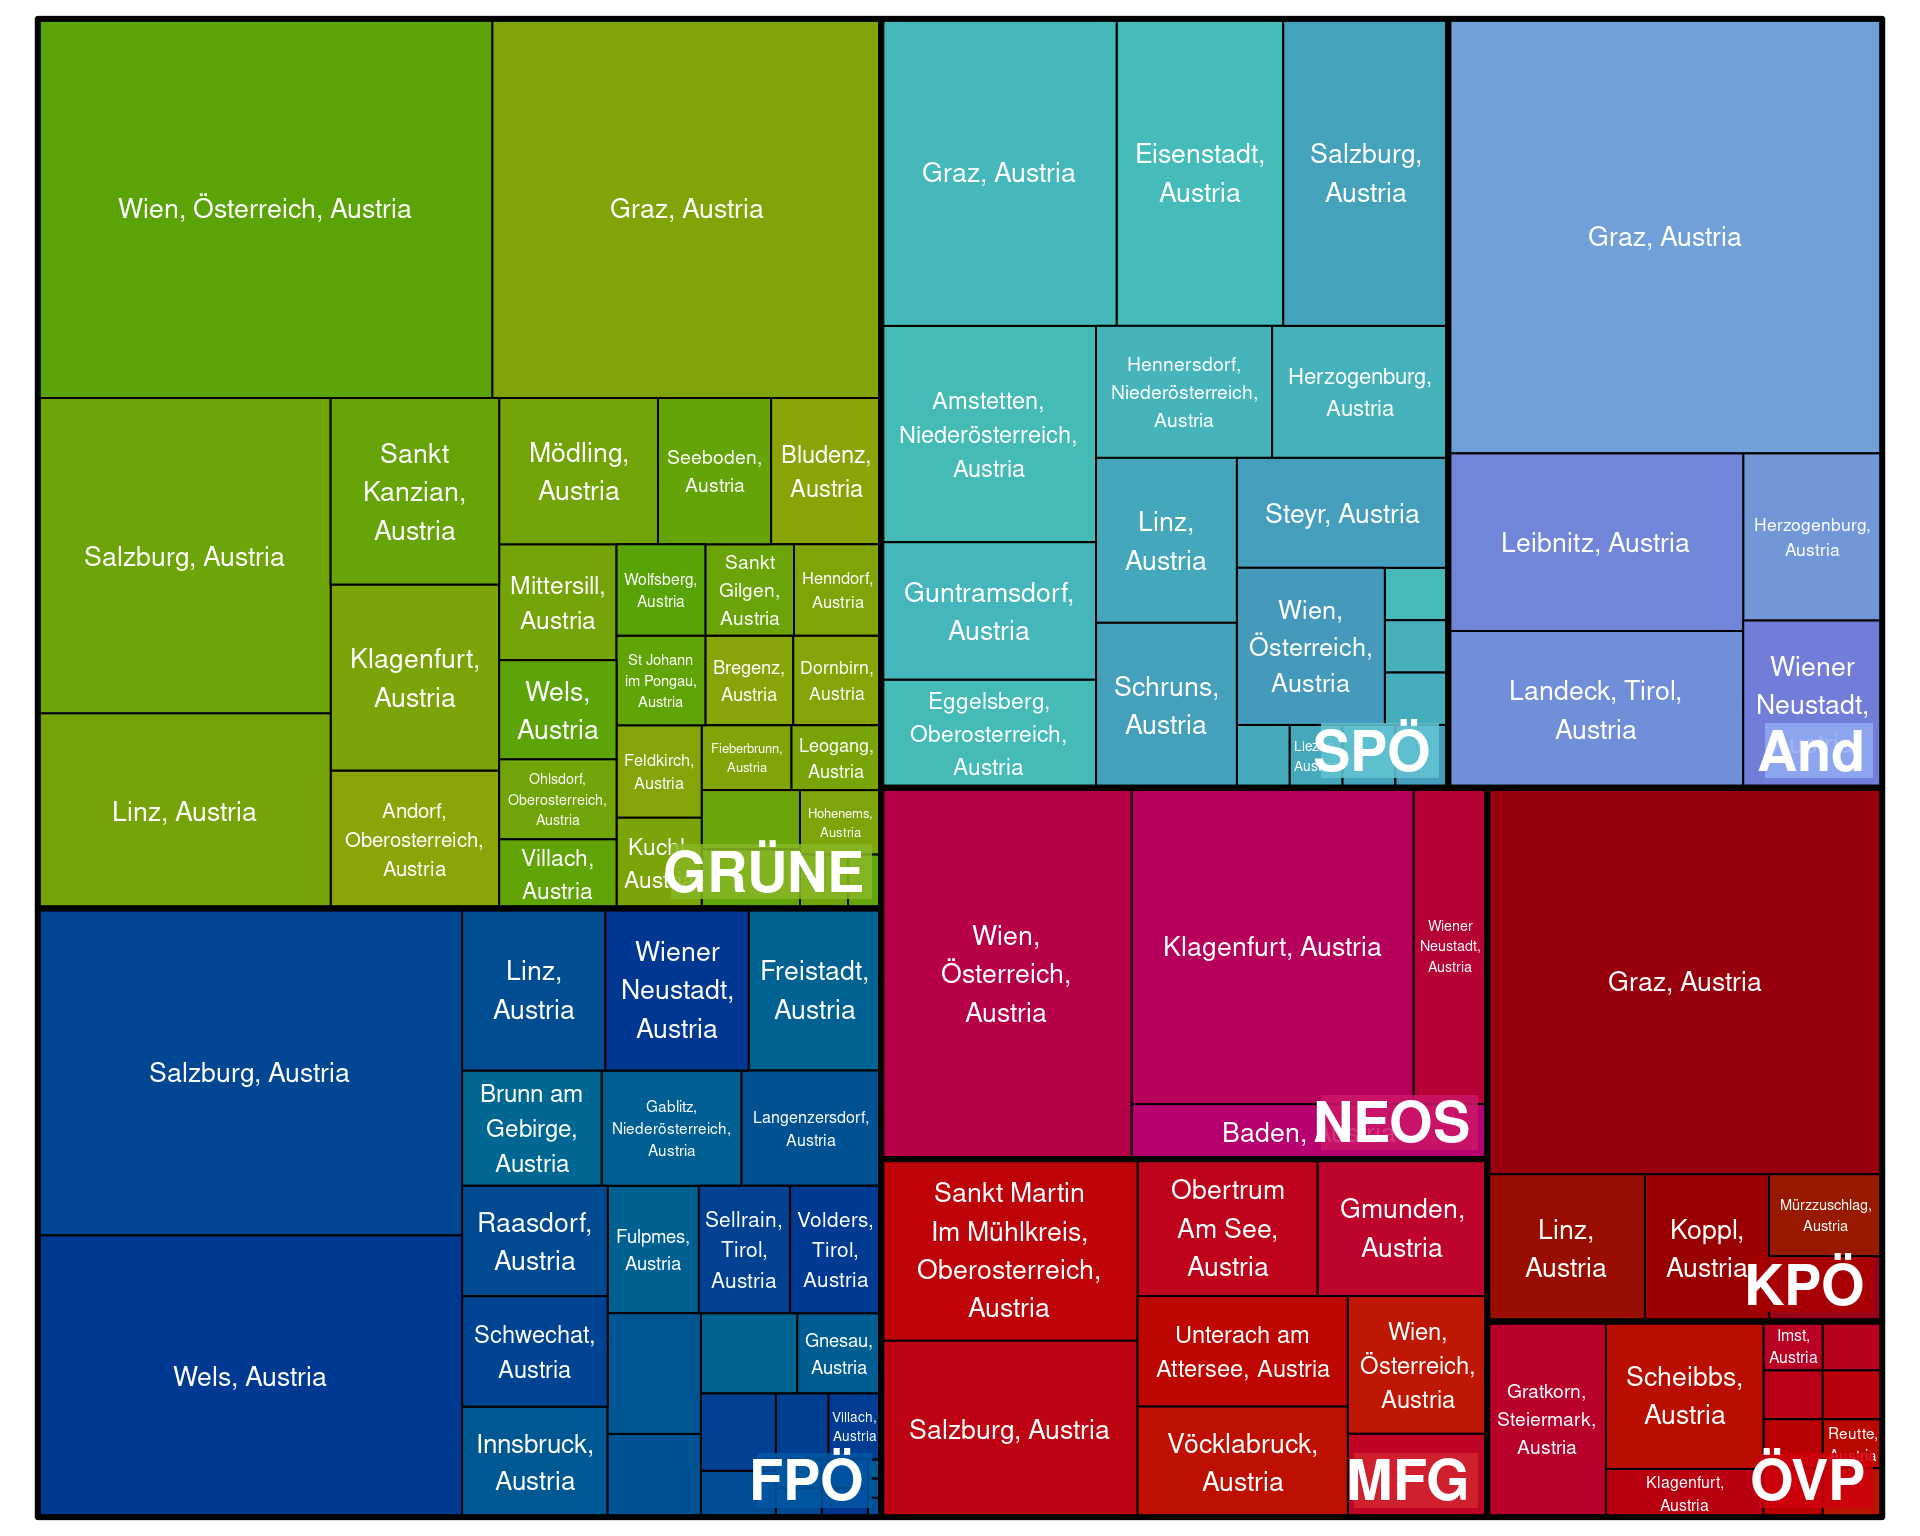 Wien, Österreich, Austria
Graz, Austria
Salzburg, Austria
Linz, Austria
Sankt
Kanzian,
Austria
Klagenfurt,
Austria
Andorf,
Oberosterreich,
Austria
Mödling,
Austria
Seeboden,
Austria
Bludenz,
Austria
Mittersill,
Austria
Wels,
Austria
Ohlsdorf,
Oberosterreich,
Austria
Villach,
Austria
Wolfsberg,
Austria
Sankt
Gilgen,
Austria
Henndorf,
Austria
St Johann
im Pongau,
Austria
Bregenz,
Austria
Dornbirn,
Austria
Feldkirch,
Austria
Fieberbrunn,
Austria
Leogang,
Austria
Kuchl,
Austria
Hohenems,
Austria
GRÜNE
Graz, Austria
Eisenstadt,
Austria
Salzburg,
Austria
Amstetten,
Niederösterreich,
Austria
Hennersdorf,
Niederösterreich,
Austria
Herzogenburg,
Austria
Guntramsdorf,
Austria
Eggelsberg,
Oberosterreich,
Austria
Linz,
Austria
Schruns,
Austria
Steyr, Austria
Wien,
Österreich,
Austria
SPÖ
Graz, Austria
Leibnitz, Austria
Landeck, Tirol,
Austria
Herzogenburg,
Austria
Wiener
Neustadt,
Austria
And
Salzburg, Austria
Wels, Austria
Linz,
Austria
Wiener
Neustadt,
Austria
Freistadt,
Austria
Brunn am
Gebirge,
Austria
Gablitz,
Niederösterreich,
Austria
Langenzersdorf,
Austria
Raasdorf,
Austria
Schwechat,
Austria
Innsbruck,
Austria
Fulpmes,
Austria
Sellrain,
Tirol,
Austria
Volders,
Tirol,
Austria
Gnesau,
Austria
Villach,
Austria
FPÖ
Wien,
Österreich,
Austria
Klagenfurt, Austria
Wiener
Neustadt,
Austria
Baden, Austria
NEOS
Sankt Martin
Im Mühlkreis,
Oberosterreich,
Austria
Salzburg, Austria
Obertrum
Am See,
Austria
Gmunden,
Austria
Unterach am
Attersee, Austria
Wien,
Österreich,
Austria
Vöcklabruck,
Austria
MFG
Graz, Austria
Linz,
Austria
Koppl,
Austria
Mürzzuschlag,
Austria
KPÖ
Gratkorn,
Steiermark,
Austria
Scheibbs,
Austria
Klagenfurt,
Austria
Imst,
Austria
Reutte,
Austria
ÖVP